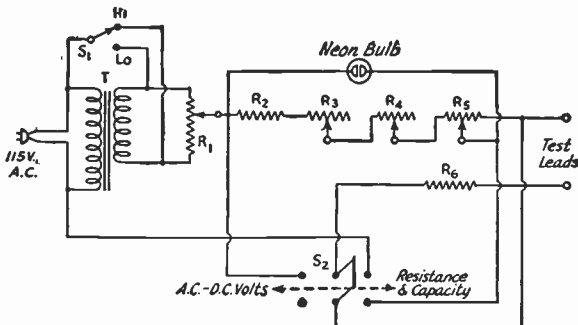 Hi
S1
Lo
T
115V.
A.C.
R1
Neon Bulb
R2
R3
R4
R5
R6
Test
Leads
S2
A.C.-D.C. Volts
Resistance
& Capacity